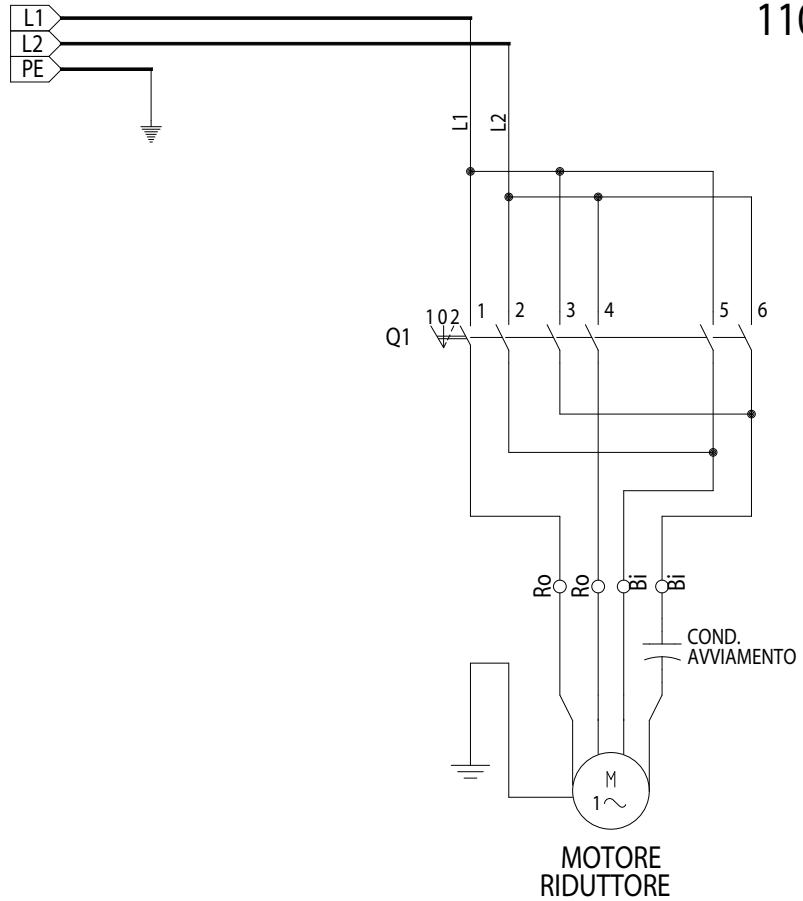 L1
L2
PE
110
L1
L2
Q1
1 0 2
1
2
3
4
5
6
Ro
Ro
Bi
Bi
COND.
AVVIAMENTO
M
1~
MOTORE
RIDUTTORE